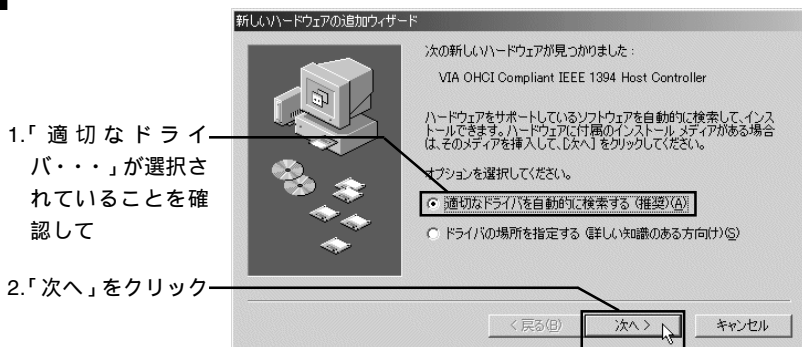 新しいハードウェアの追加ウィザード
次の新しいハードウェアが見つかりました：
VIA OHCI Compliant IEEE 1394 Host Controller
ハードウェアをサポートしているソフトウェアを自動的に検索して、インス
トールできます。ハードウェアに付属のインストール メディアがある場合
は、そのメディアを挿入して、[次へ] をクリックしてください。
オプションを選択してください。
適切なドライバを自動的に検索する (推奨)(A)
ドライバの場所を指定する (詳しい知識のある方向け)(S)
< 戻る(B)
次へ >
キャンセル
1.「適切なドライ
バ・・・」が選択さ
れていることを確
認して
2.「次へ」をクリック